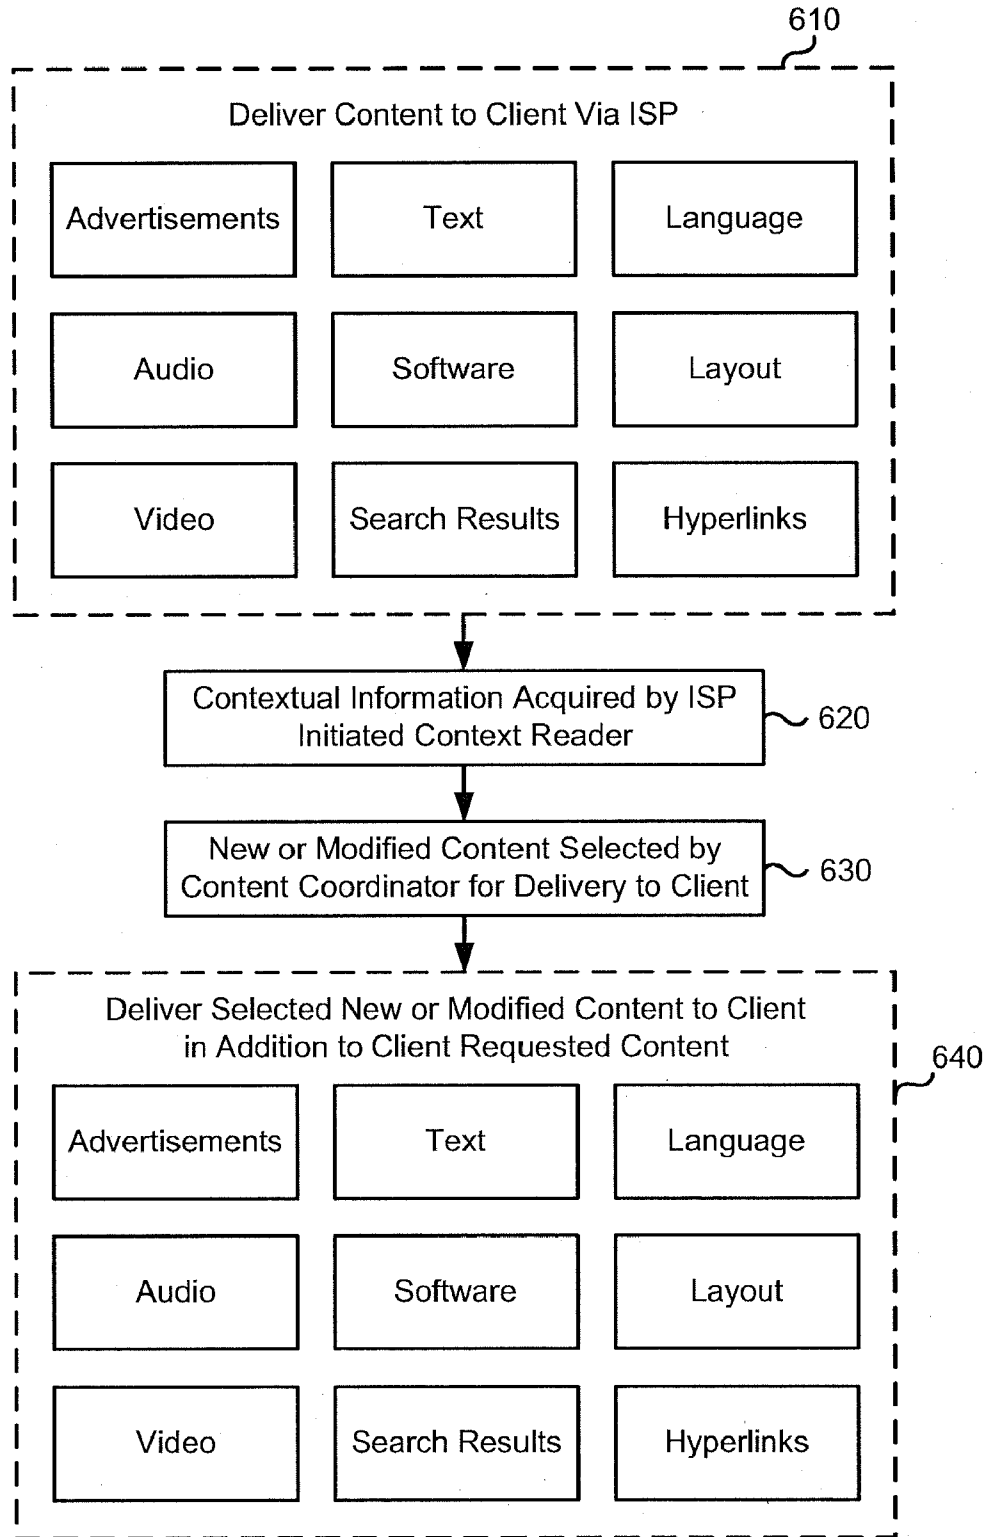 610
Deliver Content to Client Via ISP
Advertisements
Text
Language
Audio
Software
Layout
Video
Search Results
Hyperlinks
Contextual Information Acquired by ISP
Initiated Context Reader
620
New or Modified Content Selected by
Content Coordinator for Delivery to Client
630
Deliver Selected New or Modified Content to Client
in Addition to Client Requested Content
640
Advertisements
Text
Language
Audio
Software
Layout
Video
Search Results
Hyperlinks